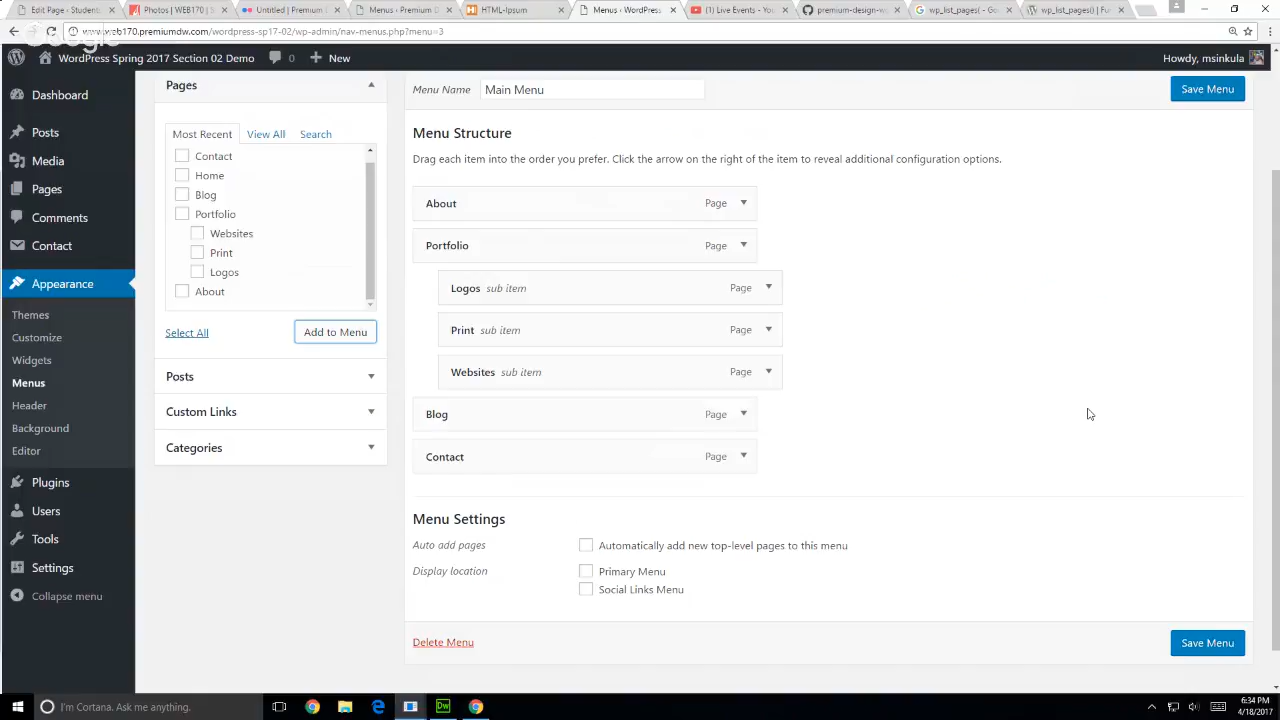 Edit Page ‹ Students
Photos | WEB170 |
Untitled | Premium D
Menus ‹ Premium D
HTML-Ipsum
Menus ‹ WordPress
(1) Live Events - You
premium-design-we
wp_list_pages() - Go
wp_list_pages() | Fu
Google
www.web170.premiumdw.com/wordpress-sp17-02/wp-admin/nav-menus.php?menu=3
WordPress Spring 2017 Section 02 Demo
0
New
Howdy, msinkula
Dashboard
Posts
Media
Pages
Comments
Contact
Appearance
Themes
Customize
Widgets
Menus
Header
Background
Editor
Plugins
Users
Tools
Settings
Collapse menu
Pages
Most Recent View All Search
Contact
Home
Blog
Portfolio
Websites
Print
Logos
About
Select All
Add to Menu
Posts
Custom Links
Categories
Menu Name Main Menu
Save Menu
Menu Structure
Drag each item into the order you prefer. Click the arrow on the right of the item to reveal additional configuration options.
About Page
Portfolio Page
Logos sub item Page
Print sub item Page
Websites sub item Page
Blog Page
Contact Page
Menu Settings
Auto add pages Automatically add new top-level pages to this menu
Display location Primary Menu
Social Links Menu
Delete Menu
Save Menu
I'm Cortana. Ask me anything.
Dw
6:34 PM
4/18/2017